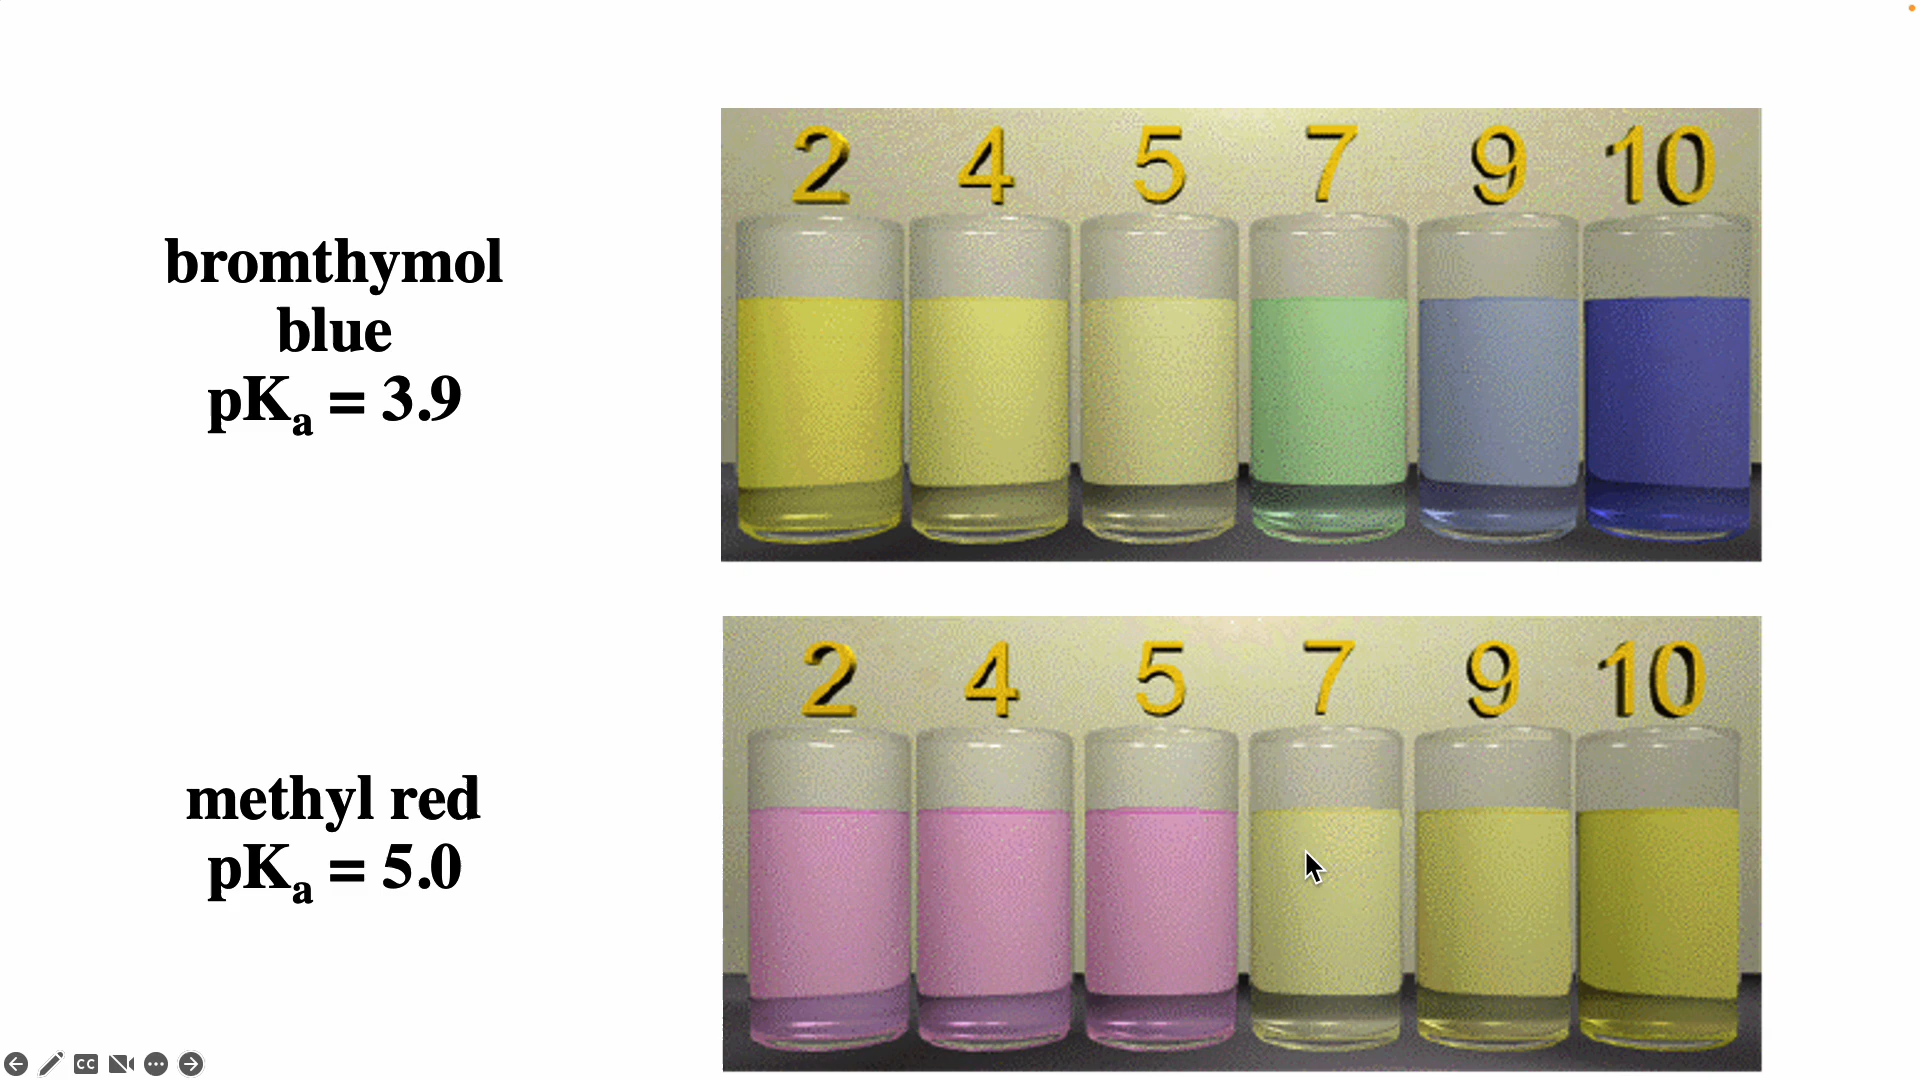 2 4 5 7 9 10
bromthymol
blue
pKₐ = 3.9
2 4 5 7 9 10
methyl red
pKₐ = 5.0
CC